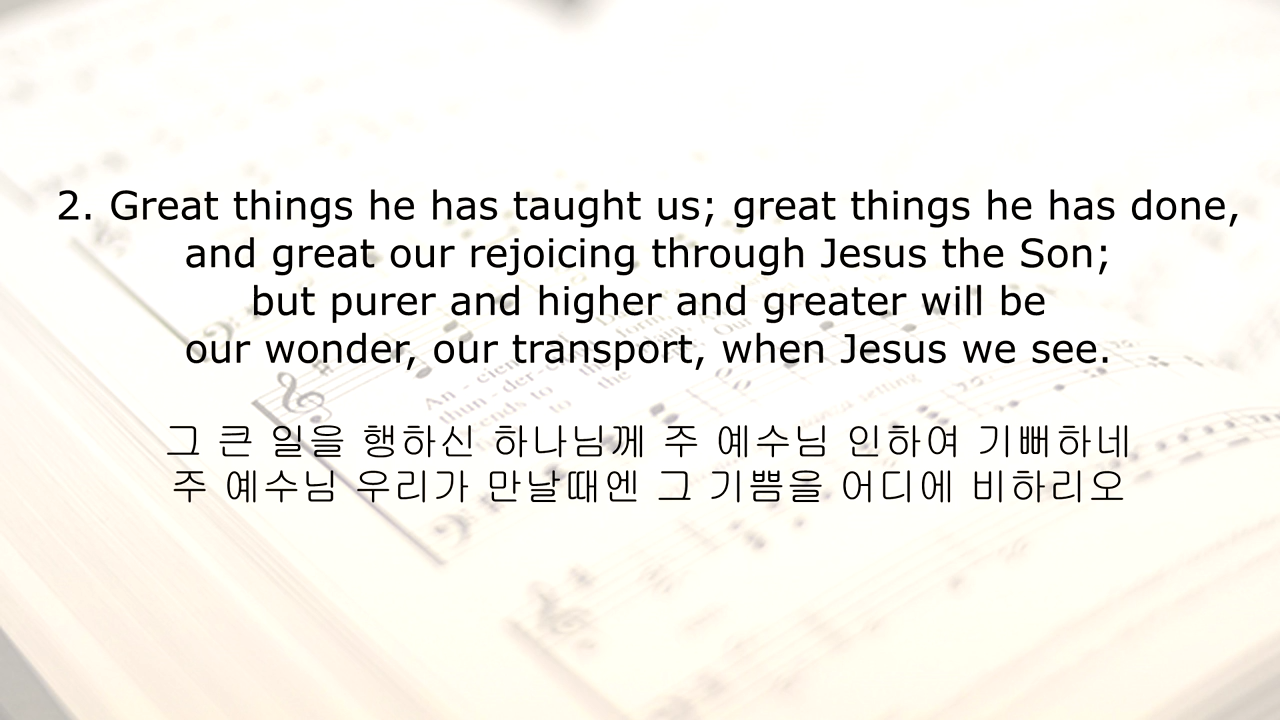 2. Great things he has taught us; great things he has done,
and great our rejoicing through Jesus the Son;
but purer and higher and greater will be
our wonder, our transport, when Jesus we see.
그 큰 일을 행하신 하나님께 주 예수님 인하여 기뻐하네
주 예수님 우리가 만날때엔 그 기쁨을 어디에 비하리오